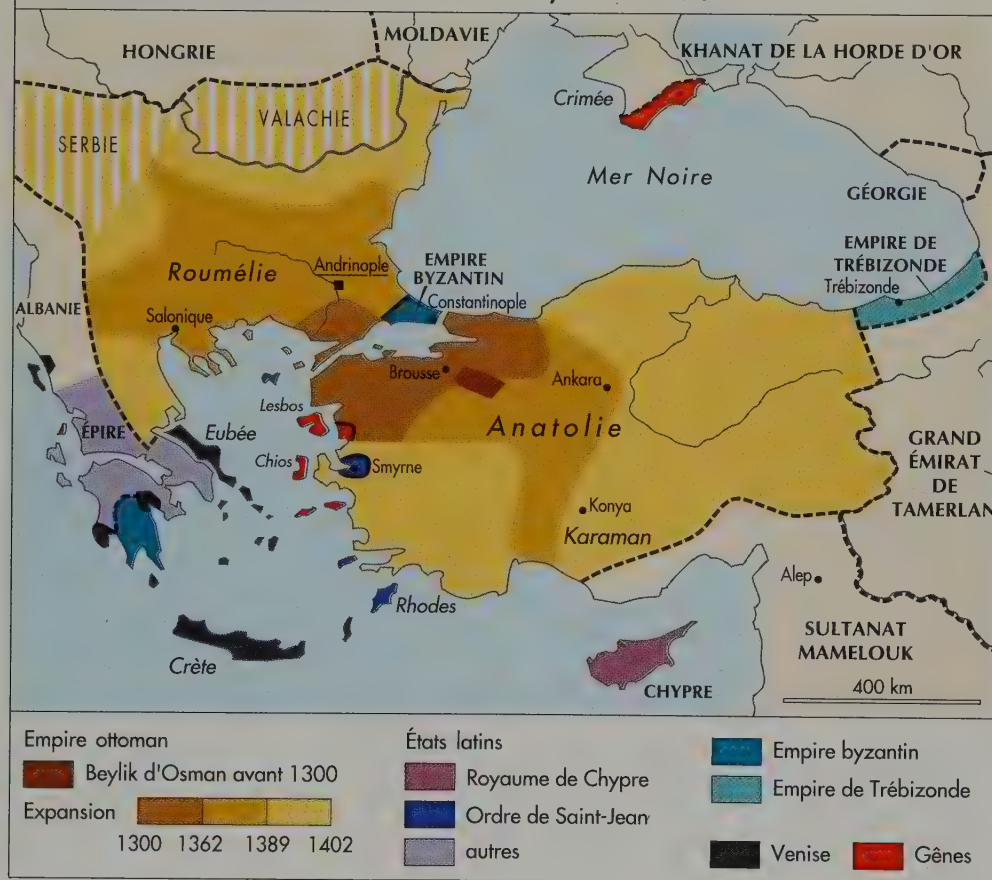 HONGRIE
MOLDAVIE
KHANAT DE LA HORDE D'OR
Crimée
VALACHIE
SERBIE
Mer Noire
GÉORGIE
EMPIRE DE
TRÉBIZONDE
Trébizonde
Roumélie
Andrinople
EMPIRE
BYZANTIN
Constantinople
ALBANIE
Salonique
Brousse
Ankara
Lesbos
Anatolie
ÉPIRE
Eubée
Chios
Smyrne
GRAND
ÉMIRAT
DE
TAMERLAN
Konya
Karaman
Alep
Rhodes
SULTANAT
MAMELOUK
Crète
CHYPRE
400 km
Empire ottoman
Beylik d'Osman avant 1300
Expansion
1300 1362 1389 1402
États latins
Royaume de Chypre
Ordre de Saint-Jean
autres
Empire byzantin
Empire de Trébizonde
Venise
Gênes